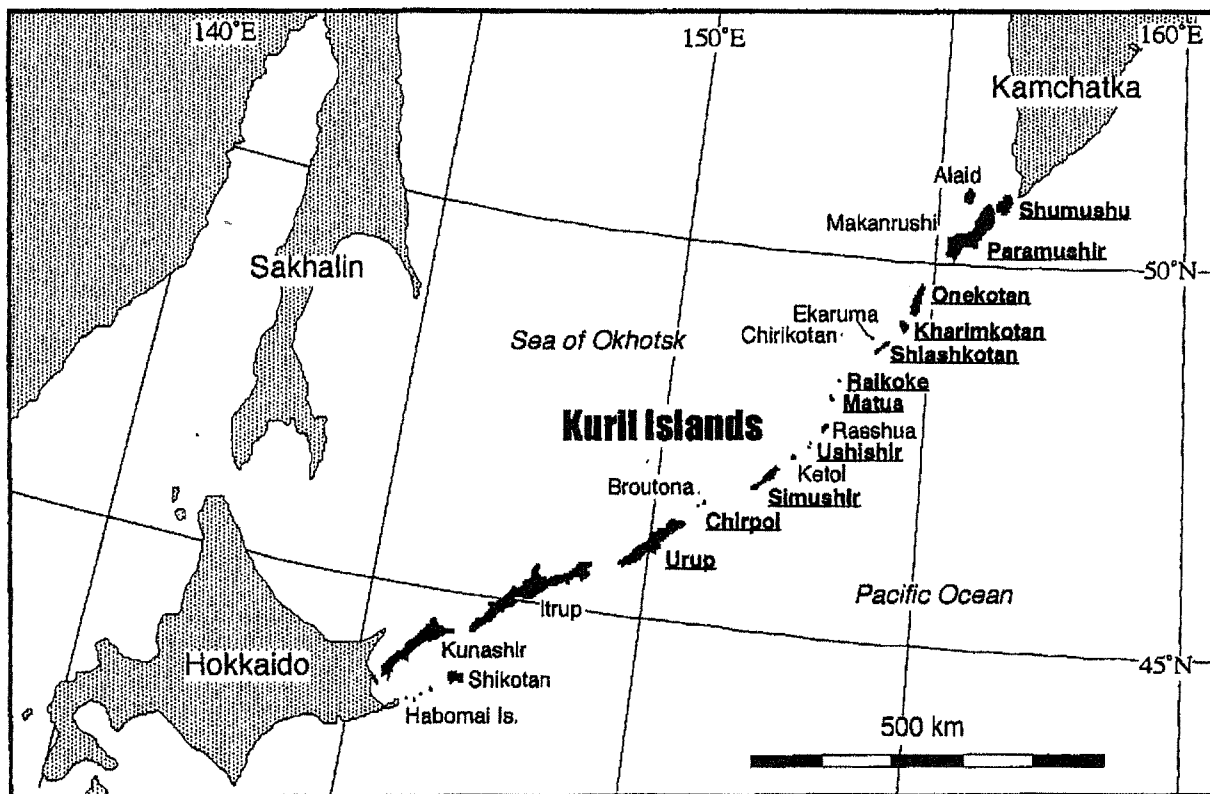 140°E
150°E
160°E
Kamchatka
Alaid
Shumushu
Makanrushi
Paramushir
Sakhalin
50°N
Onekotan
Ekaruma
Kharimkotan
Chirikotan
Sea of Okhotsk
Shiashkotan
Raikoke
Matua
Kuril Islands
Rasshua
Ushishir
Ketoi
Broutona
Simushir
Chirpoi
Urup
Pacific Ocean
Itrup
Kunashir
Hokkaido
45°N
Shikotan
Habomai Is.
500 km